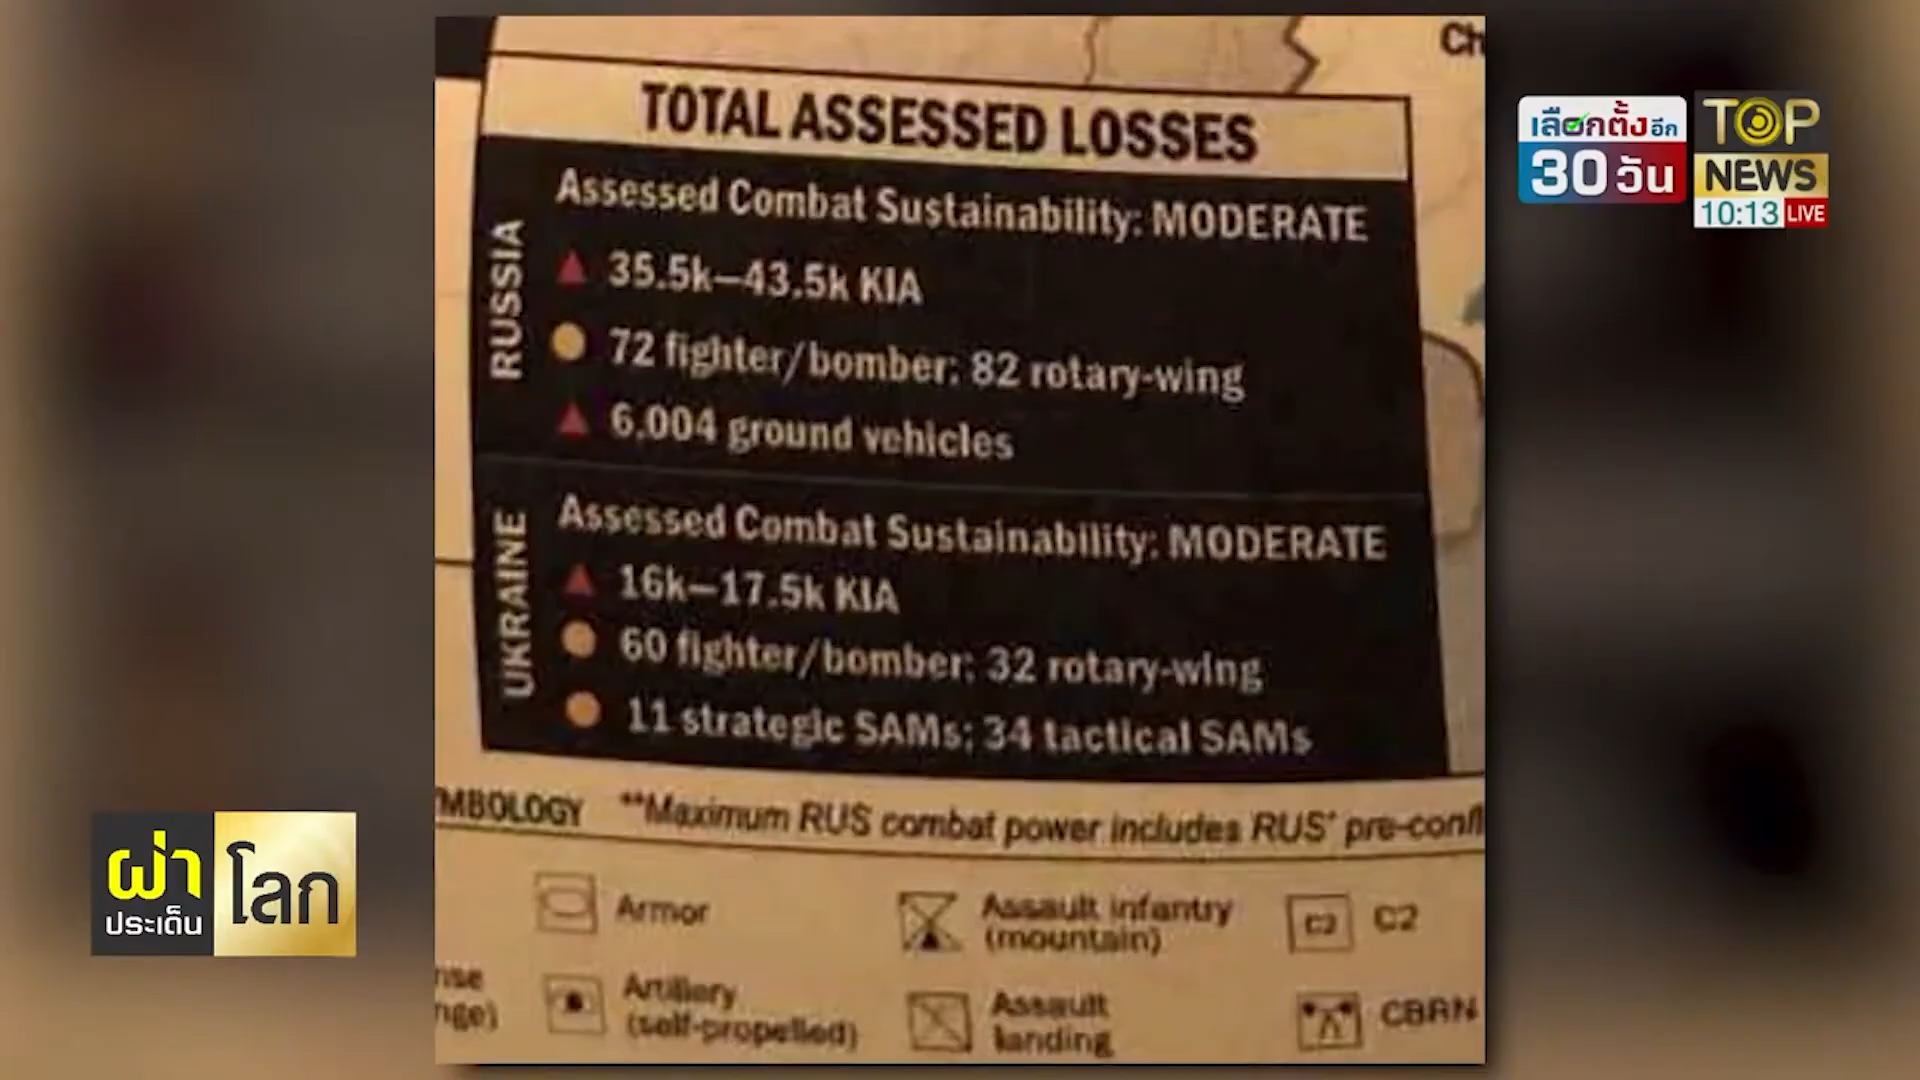 Ch
TOTAL ASSESSED LOSSES
RUSSIA
Assessed Combat Sustainability: MODERATE
35.5k–43.5k KIA
72 fighter/bomber; 82 rotary-wing
6.004 ground vehicles
UKRAINE
Assessed Combat Sustainability: MODERATE
16k–17.5k KIA
60 fighter/bomber; 32 rotary-wing
11 strategic SAMs; 34 tactical SAMs
MBOLOGY **Maximum RUS combat power includes RUS' pre-confl
Armor
Assault infantry
(mountain)
C2 C2
nse
nge)
Artillery
(self-propelled)
Assault
landing
CBRN
เลือกตั้งอีก
30 วัน
TOP
NEWS
10:13 LIVE
ผ่า
ประเด็น
โลก